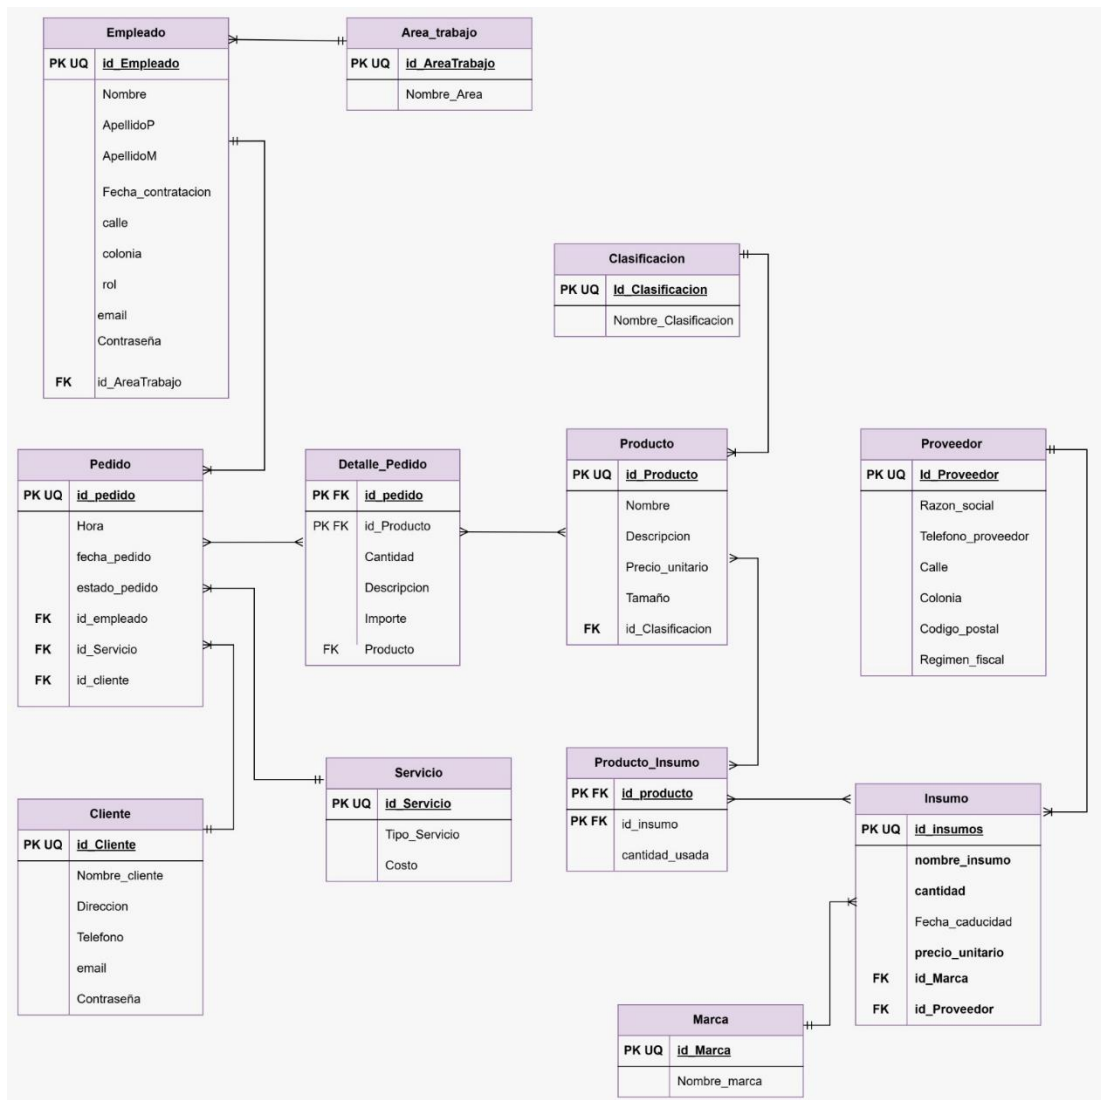 Empleado
PK UQ id_Empleado
Nombre
ApellidoP
ApellidoM
Fecha_contratacion
calle
colonia
rol
email
Contraseña
FK id_AreaTrabajo
Area_trabajo
PK UQ id_AreaTrabajo
Nombre_Area
Clasificacion
PK UQ Id_Clasificacion
Nombre_Clasificacion
Pedido
PK UQ id_pedido
Hora
fecha_pedido
estado_pedido
FK id_empleado
FK id_Servicio
FK id_cliente
Detalle_Pedido
PK FK id_pedido
PK FK id_Producto
Cantidad
Descripcion
Importe
FK Producto
Producto
PK UQ id_Producto
Nombre
Descripcion
Precio_unitario
Tamaño
FK id_Clasificacion
Proveedor
PK UQ Id_Proveedor
Razon_social
Telefono_proveedor
Calle
Colonia
Codigo_postal
Regimen_fiscal
Cliente
PK UQ id_Cliente
Nombre_cliente
Direccion
Telefono
email
Contraseña
Servicio
PK UQ id_Servicio
Tipo_Servicio
Costo
Producto_Insumo
PK FK id_producto
PK FK id_insumo
cantidad_usada
Insumo
PK UQ id_insumos
nombre_insumo
cantidad
Fecha_caducidad
precio_unitario
FK id_Marca
FK id_Proveedor
Marca
PK UQ id_Marca
Nombre_marca